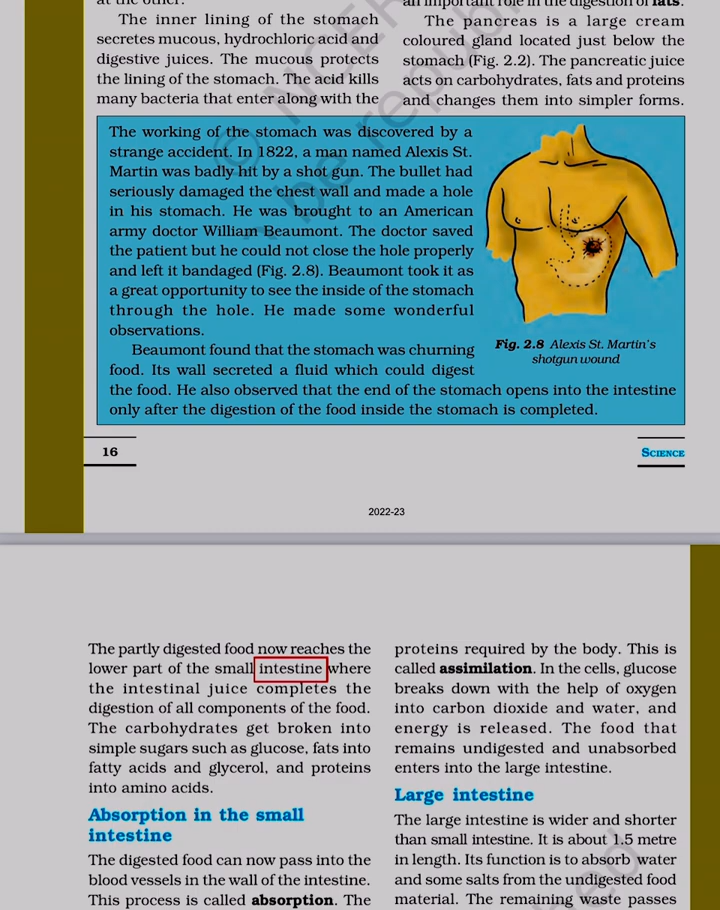 The inner lining of the stomach
secretes mucous, hydrochloric acid and
digestive juices. The mucous protects
the lining of the stomach. The acid kills
many bacteria that enter along with the
an important role in the digestion of fats.
The pancreas is a large cream
coloured gland located just below the
stomach (Fig. 2.2). The pancreatic juice
acts on carbohydrates, fats and proteins
and changes them into simpler forms.
The working of the stomach was discovered by a
strange accident. In 1822, a man named Alexis St.
Martin was badly hit by a shot gun. The bullet had
seriously damaged the chest wall and made a hole
in his stomach. He was brought to an American
army doctor William Beaumont. The doctor saved
the patient but he could not close the hole properly
and left it bandaged (Fig. 2.8). Beaumont took it as
a great opportunity to see the inside of the stomach
through the hole. He made some wonderful
observations.
Beaumont found that the stomach was churning
food. Its wall secreted a fluid which could digest
the food. He also observed that the end of the stomach opens into the intestine
only after the digestion of the food inside the stomach is completed.
Fig. 2.8 Alexis St. Martin's
shotgun wound
16
SCIENCE
2022-23
The partly digested food now reaches the
lower part of the small intestine where
the intestinal juice completes the
digestion of all components of the food.
The carbohydrates get broken into
simple sugars such as glucose, fats into
fatty acids and glycerol, and proteins
into amino acids.
Absorption in the small
intestine
The digested food can now pass into the
blood vessels in the wall of the intestine.
This process is called absorption. The
proteins required by the body. This is
called assimilation. In the cells, glucose
breaks down with the help of oxygen
into carbon dioxide and water, and
energy is released. The food that
remains undigested and unabsorbed
enters into the large intestine.
Large intestine
The large intestine is wider and shorter
than small intestine. It is about 1.5 metre
in length. Its function is to absorb water
and some salts from the undigested food
material. The remaining waste passes